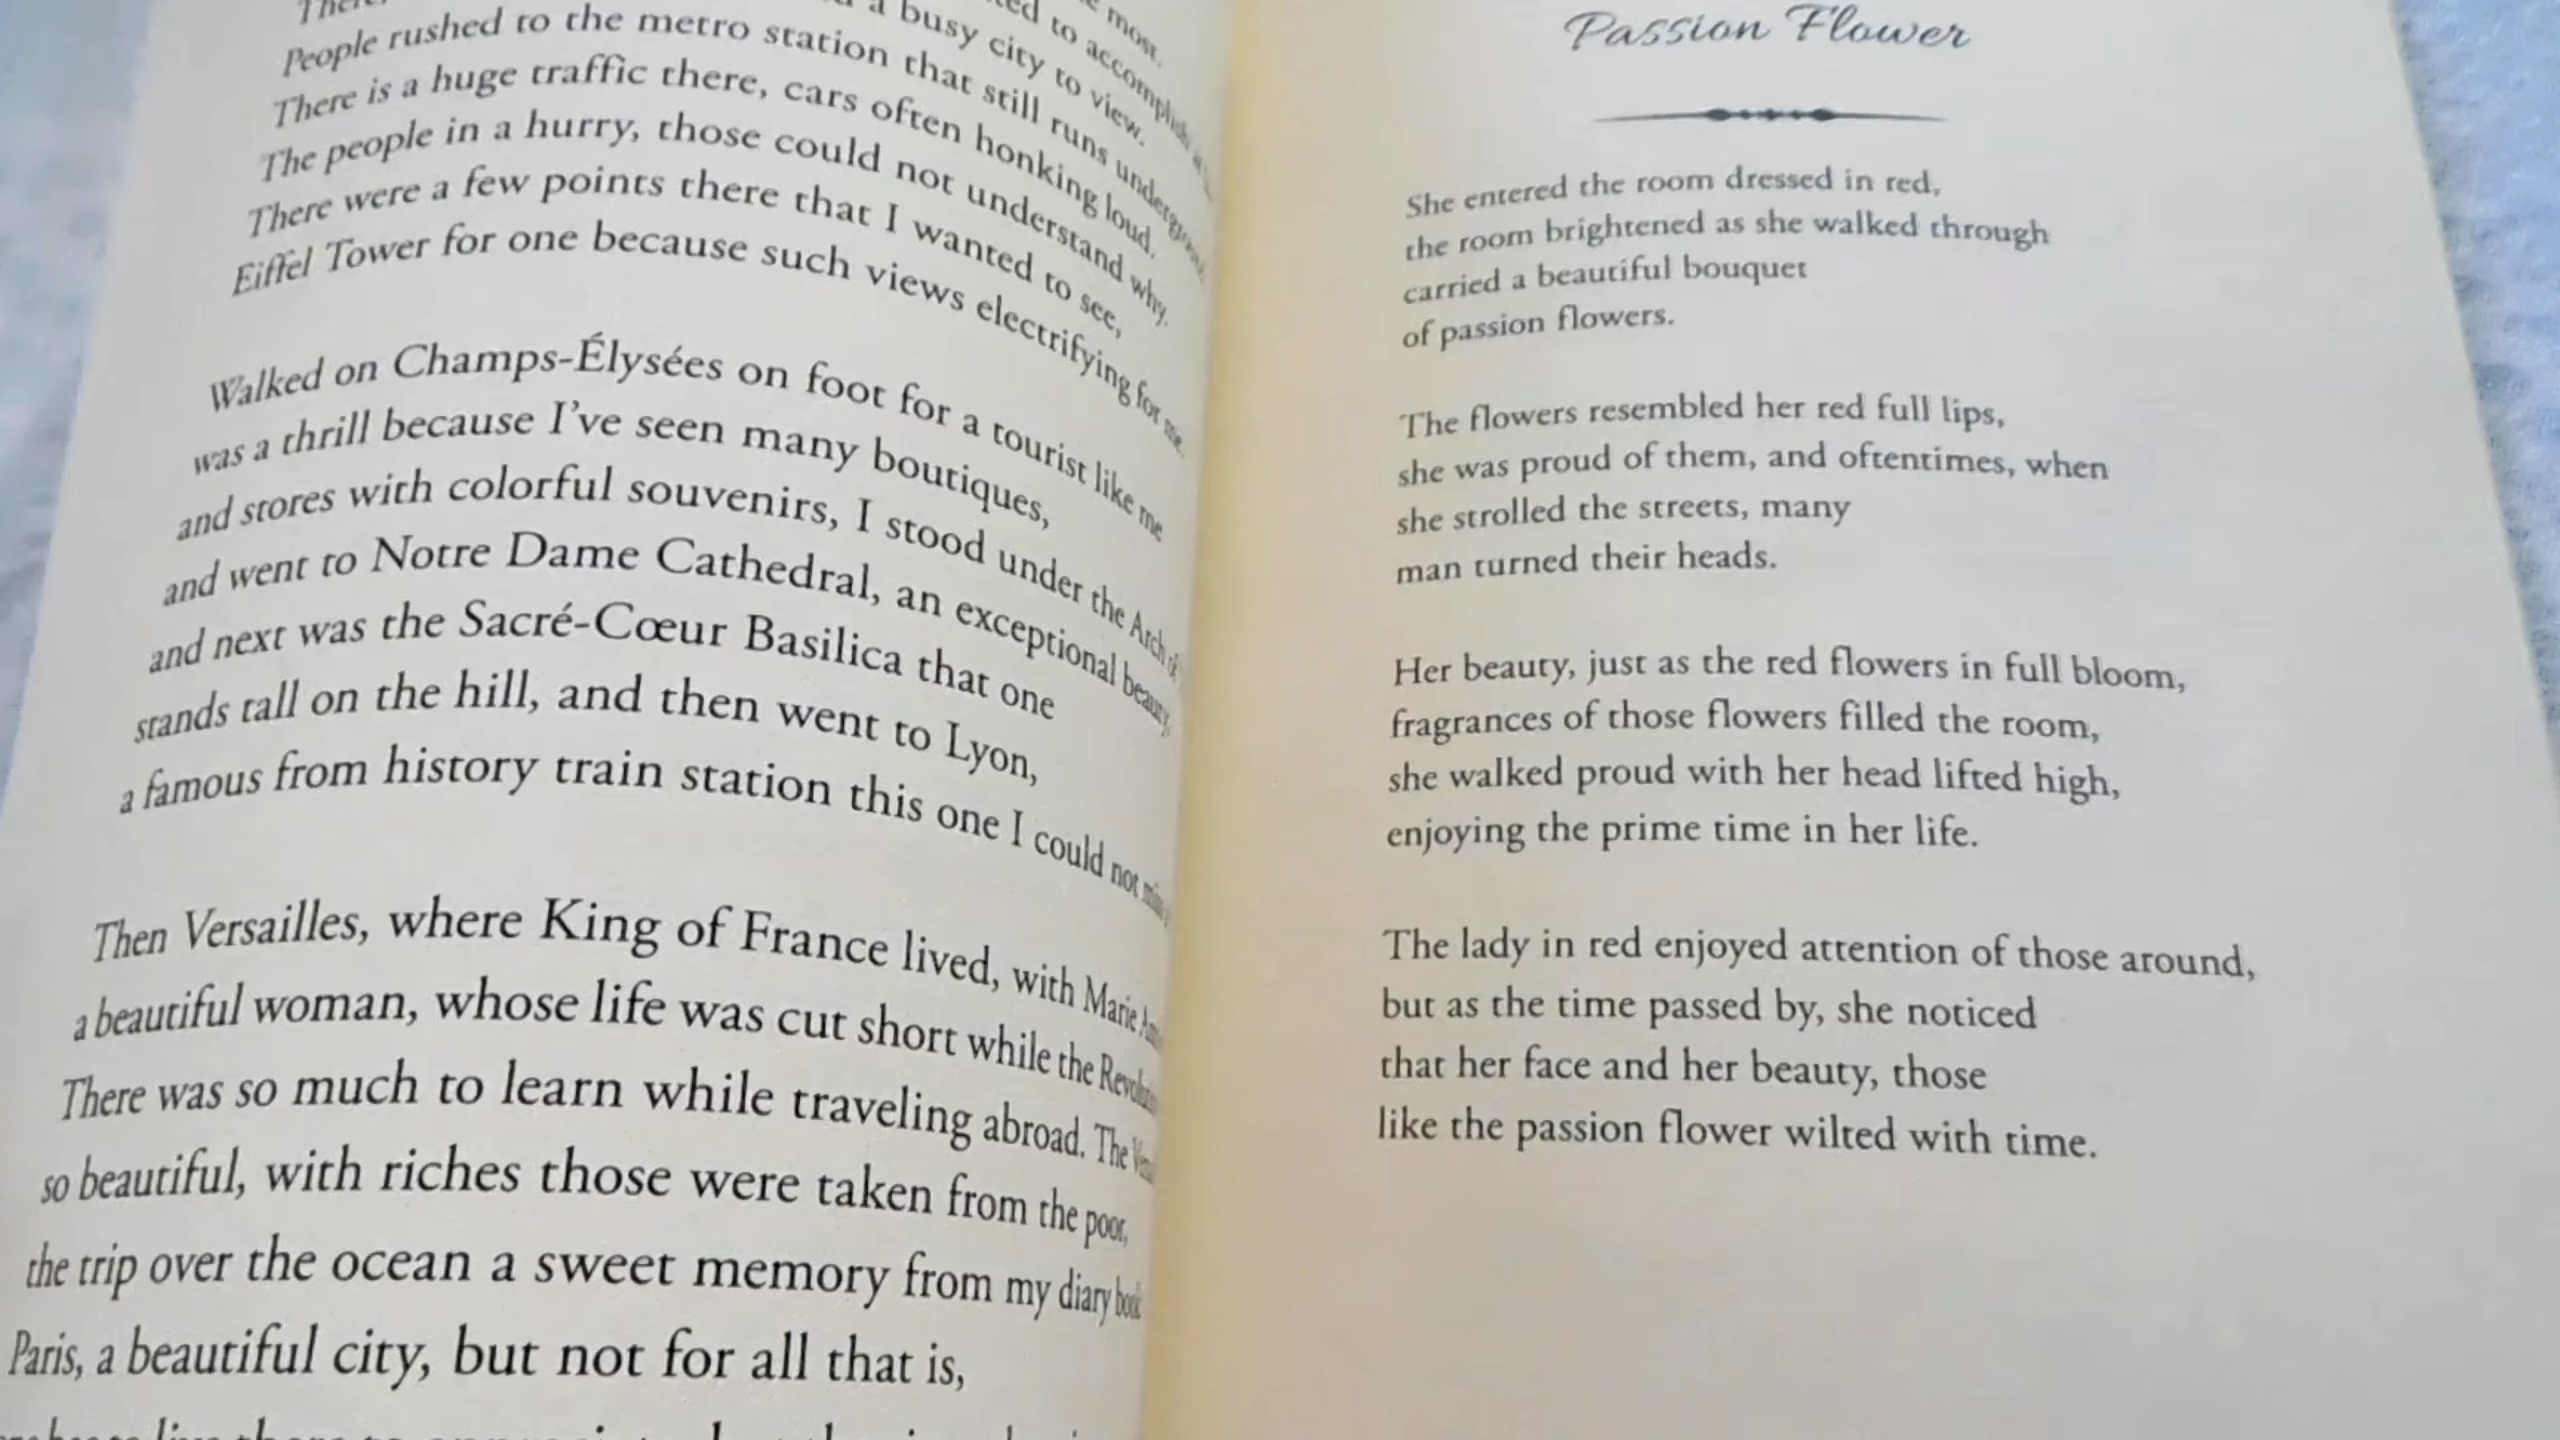 most.
ted to accomplish
a busy city to view.
People rushed to the metro station that still runs underground,
There is a huge traffic there, cars often honking loud.
The people in a hurry, those could not understand why.
There were a few points there that I wanted to see,
Eiffel Tower for one because such views electrifying for me.
Walked on Champs-Élysées on foot for a tourist like me
was a thrill because I've seen many boutiques,
and stores with colorful souvenirs, I stood under the Arch of
and went to Notre Dame Cathedral, an exceptional beauty,
and next was the Sacré-Cœur Basilica that one
stands tall on the hill, and then went to Lyon,
a famous from history train station this one I could not
Then Versailles, where King of France lived, with Marie
a beautiful woman, whose life was cut short while the
There was so much to learn while traveling abroad. The
so beautiful, with riches those were taken from the poor,
the trip over the ocean a sweet memory from my diary book
Paris, a beautiful city, but not for all that is,
Passion Flower
She entered the room dressed in red,
the room brightened as she walked through
carried a beautiful bouquet
of passion flowers.
The flowers resembled her red full lips,
she was proud of them, and oftentimes, when
she strolled the streets, many
man turned their heads.
Her beauty, just as the red flowers in full bloom,
fragrances of those flowers filled the room,
she walked proud with her head lifted high,
enjoying the prime time in her life.
The lady in red enjoyed attention of those around,
but as the time passed by, she noticed
that her face and her beauty, those
like the passion flower wilted with time.